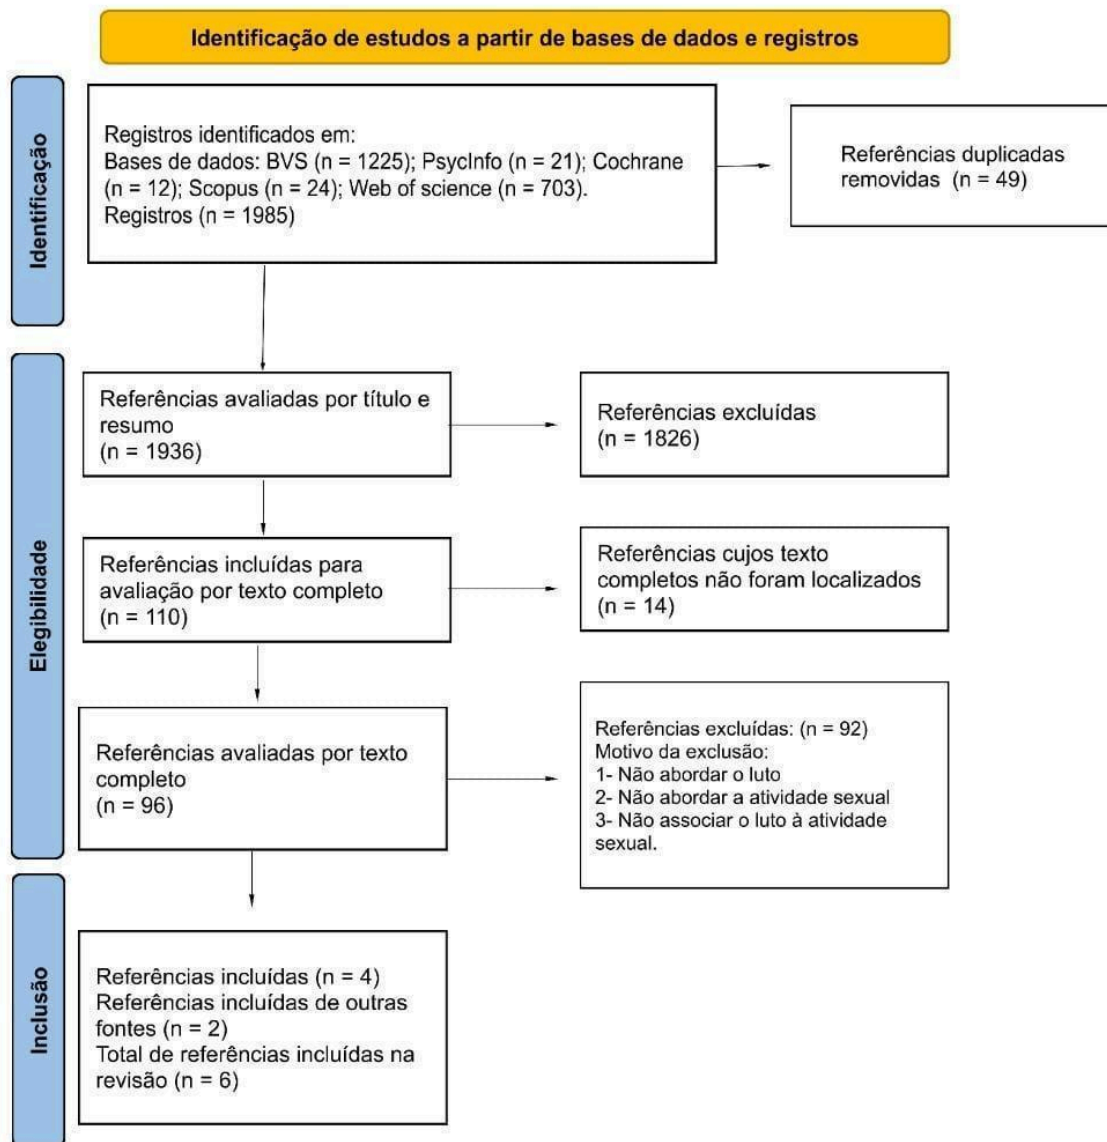 Identificação de estudos a partir de bases de dados e registros
Identificação
Registros identificados em:
Bases de dados: BVS (n = 1225); PsycInfo (n = 21); Cochrane
(n = 12); Scopus (n = 24); Web of science (n = 703).
Registros (n = 1985)
Referências duplicadas
removidas (n = 49)
Elegibilidade
Referências avaliadas por título e
resumo
(n = 1936)
Referências excluídas
(n = 1826)
Referências incluídas para
avaliação por texto completo
(n = 110)
Referências cujos texto
completos não foram localizados
(n = 14)
Referências avaliadas por texto
completo
(n = 96)
Referências excluídas: (n = 92)
Motivo da exclusão:
1- Não abordar o luto
2- Não abordar a atividade sexual
3- Não associar o luto à atividade
sexual.
Inclusão
Referências incluídas (n = 4)
Referências incluídas de outras
fontes (n = 2)
Total de referências incluídas na
revisão (n = 6)